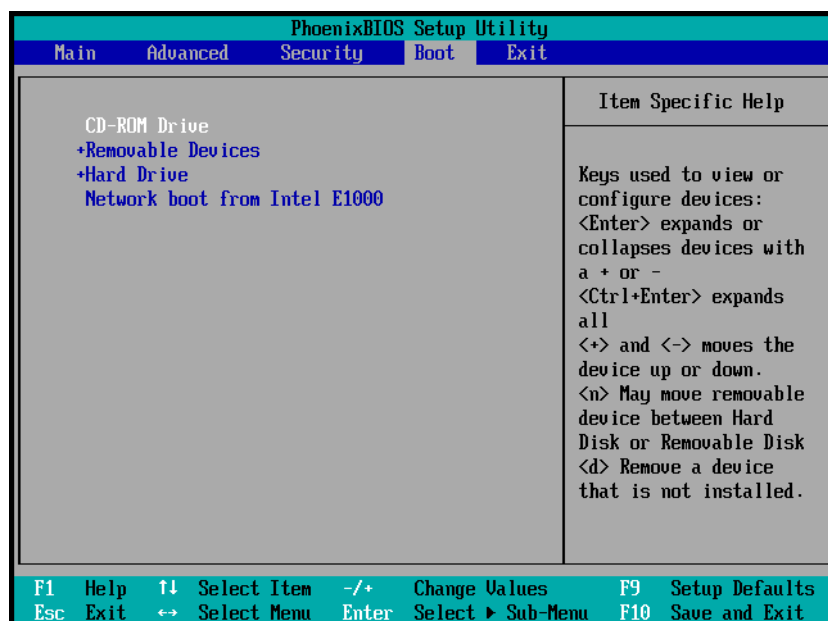 PhoenixBIOS Setup Utility
Main Advanced Security Boot Exit
CD-ROM Drive
+Removable Devices
+Hard Drive
Network boot from Intel E1000
Item Specific Help
Keys used to view or
configure devices:
<Enter> expands or
collapses devices with
a + or -
<Ctrl+Enter> expands
all
<+> and <-> moves the
device up or down.
<n> May move removable
device between Hard
Disk or Removable Disk
<d> Remove a device
that is not installed.
F1 Help ↑↓ Select Item -/+ Change Values F9 Setup Defaults
Esc Exit ↔ Select Menu Enter Select ▶ Sub-Menu F10 Save and Exit